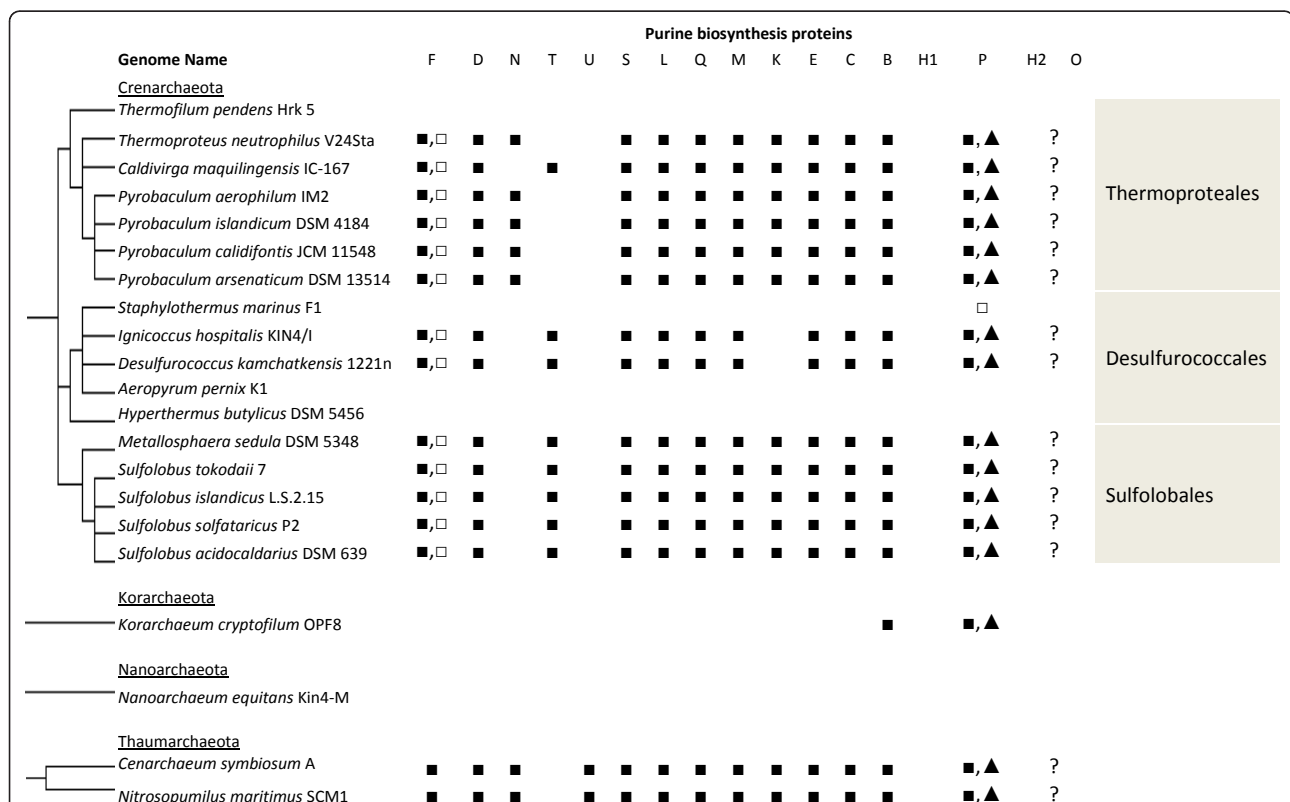 Purine biosynthesis proteins
Genome Name F D N T U S L Q M K E C B H1 P H2 O
Crenarchaeota
Thermofilum pendens Hrk 5
Thermoproteus neutrophilus V24Sta ■,□ ■ ■ ■ ■ ■ ■ ■ ■ ■ ■ ■,▲ ?
Caldivirga maquilingensis IC-167 ■,□ ■ ■ ■ ■ ■ ■ ■ ■ ■ ■ ■,▲ ?
Pyrobaculum aerophilum IM2 ■,□ ■ ■ ■ ■ ■ ■ ■ ■ ■ ■ ■,▲ ?
Thermoproteales
Pyrobaculum islandicum DSM 4184 ■,□ ■ ■ ■ ■ ■ ■ ■ ■ ■ ■ ■,▲ ?
Pyrobaculum calidifontis JCM 11548 ■,□ ■ ■ ■ ■ ■ ■ ■ ■ ■ ■ ■,▲ ?
Pyrobaculum arsenaticum DSM 13514 ■,□ ■ ■ ■ ■ ■ ■ ■ ■ ■ ■ ■,▲ ?
Staphylothermus marinus F1 □
Ignicoccus hospitalis KIN4/I ■,□ ■ ■ ■ ■ ■ ■ ■ ■ ■ ■,▲ ?
Desulfurococcales
Desulfurococcus kamchatkensis 1221n ■,□ ■ ■ ■ ■ ■ ■ ■ ■ ■ ■,▲ ?
Aeropyrum pernix K1
Hyperthermus butylicus DSM 5456
Metallosphaera sedula DSM 5348 ■,□ ■ ■ ■ ■ ■ ■ ■ ■ ■ ■ ■,▲ ?
Sulfolobus tokodaii 7 ■,□ ■ ■ ■ ■ ■ ■ ■ ■ ■ ■ ■,▲ ?
Sulfolobus islandicus L.S.2.15 ■,□ ■ ■ ■ ■ ■ ■ ■ ■ ■ ■ ■,▲ ?
Sulfolobales
Sulfolobus solfataricus P2 ■,□ ■ ■ ■ ■ ■ ■ ■ ■ ■ ■ ■,▲ ?
Sulfolobus acidocaldarius DSM 639 ■,□ ■ ■ ■ ■ ■ ■ ■ ■ ■ ■ ■,▲ ?
Korarchaeota
Korarchaeum cryptofilum OPF8 ■ ■,▲
Nanoarchaeota
Nanoarchaeum equitans Kin4-M
Thaumarchaeota
Cenarchaeum symbiosum A ■ ■ ■ ■ ■ ■ ■ ■ ■ ■ ■ ■ ■,▲ ?
Nitrosopumilus maritimus SCM1 ■ ■ ■ ■ ■ ■ ■ ■ ■ ■ ■ ■ ■,▲ ?